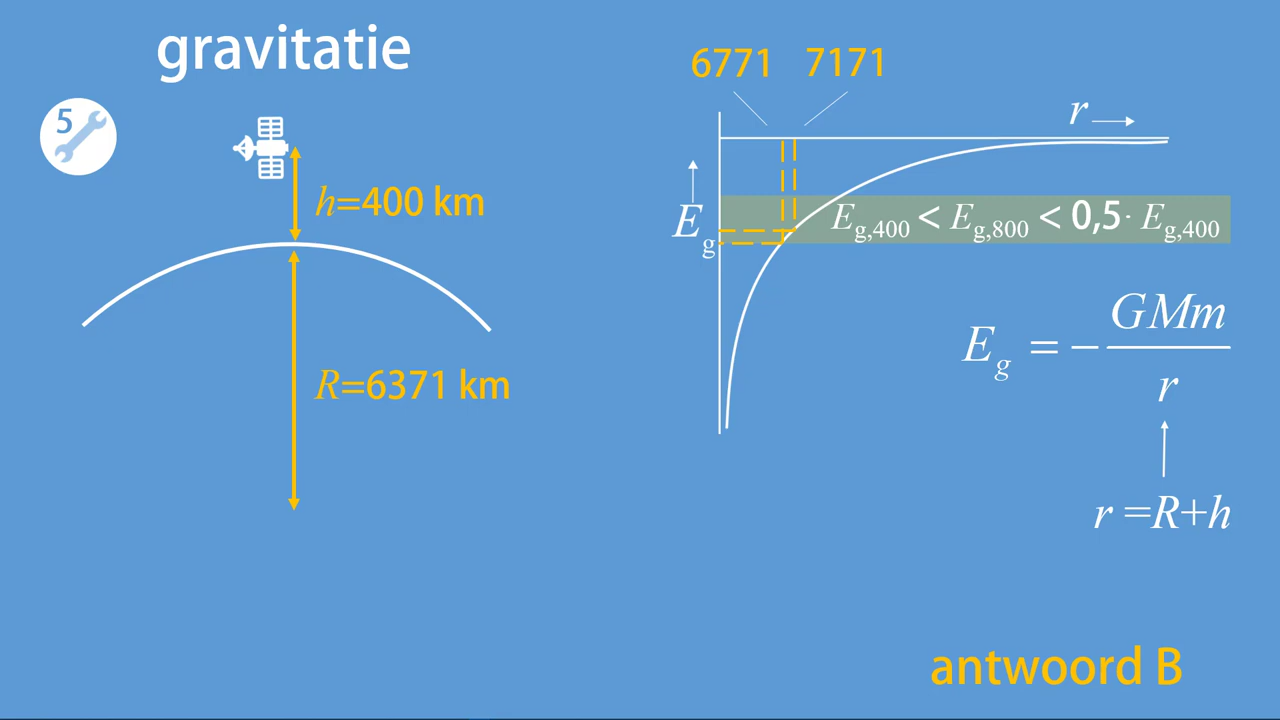 gravitatie
5
h=400 km
R=6371 km
6771 7171
r
E_g
E_g,400 < E_g,800 < 0,5· E_g,400
E_g = − GMm / r
r =R+h
antwoord B